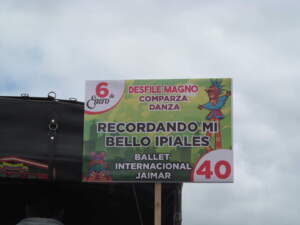 6 de
Enero
DESFILE MAGNO
COMPARZA
DANZA
RECORDANDO MI
BELLO IPIALES
BALLET
INTERNACIONAL
JAIMAR
40